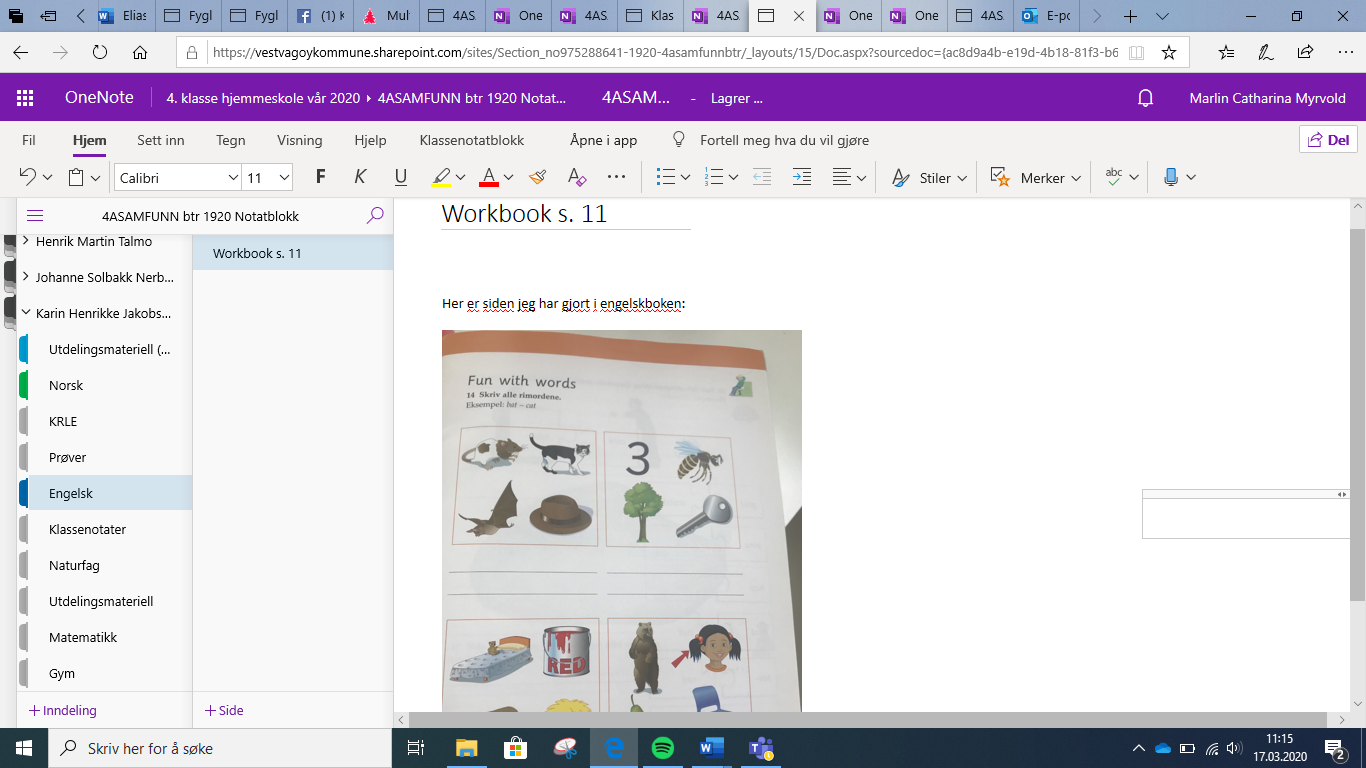 Elias
Fygl
Fygl
(1) K
Mul
4AS
One
4AS
Klas
4AS
One
One
4AS
E-po
https://vestvagoykommune.sharepoint.com/sites/Section_no975288641-1920-4asamfunnbtr/_layouts/15/Doc.aspx?sourcedoc={ac8d9a4b-e19d-4b18-81f3-b6
OneNote
4. klasse hjemmeskole vår 2020
4ASAMFUNN btr 1920 Notat...
4ASAM...
-
Lagrer ...
Marlin Catharina Myrvold
Fil
Hjem
Sett inn
Tegn
Visning
Hjelp
Klassenotatblokk
Åpne i app
Fortell meg hva du vil gjøre
Del
Calibri
11
F
K
U
A
Stiler
Merker
abc
4ASAMFUNN btr 1920 Notatblokk
Henrik Martin Talmo
Johanne Solbakk Nerb...
Karin Henrikke Jakobs...
Utdelingsmateriell (...
Norsk
KRLE
Prøver
Engelsk
Klassenotater
Naturfag
Utdelingsmateriell
Matematikk
Gym
+ Inndeling
Workbook s. 11
+ Side
Workbook s. 11
Her er siden jeg har gjort i engelskboken:
Fun with words
14 Skriv alle rimordene.
Eksempel: bat – cat
3
RED
Skriv her for å søke
11:15
17.03.2020
2